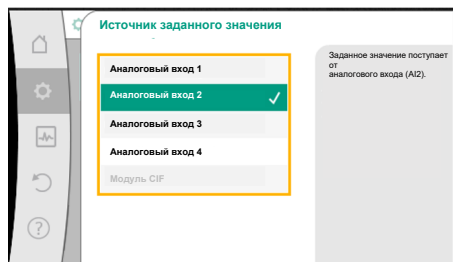 Источник заданного значения
Аналоговый вход 1
Аналоговый вход 2
Аналоговый вход 3
Аналоговый вход 4
Модуль CIF
Заданное значение поступает
от
аналогового входа (AI2).
?